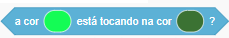 a cor está tocando na cor ?